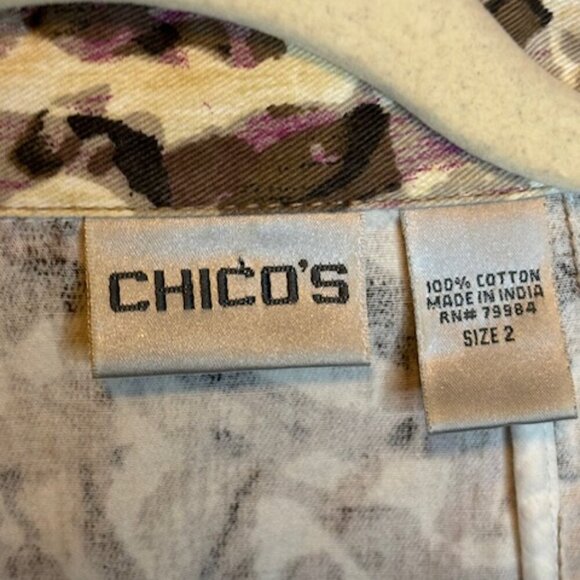 CHICO'S
100% COTTON
MADE IN INDIA
RN# 79984
SIZE 2